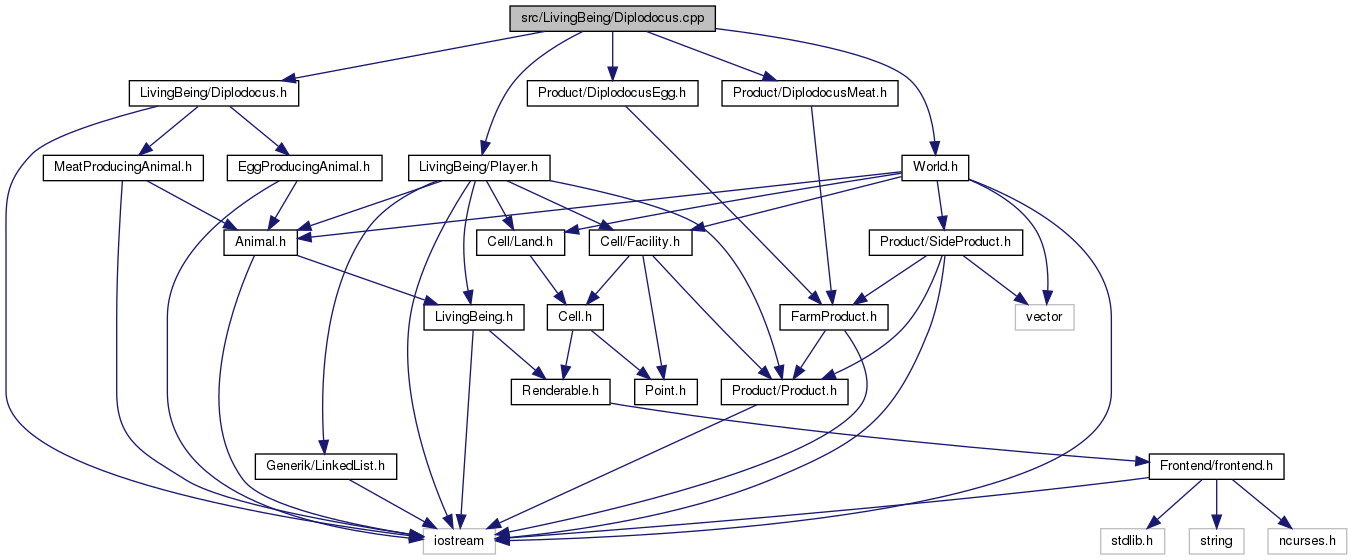 src/LivingBeing/Diplodocus.cpp
LivingBeing/Diplodocus.h
Product/DiplodocusEgg.h
Product/DiplodocusMeat.h
MeatProducingAnimal.h
EggProducingAnimal.h
LivingBeing/Player.h
World.h
Animal.h
Cell/Land.h
Cell/Facility.h
Product/SideProduct.h
LivingBeing.h
Cell.h
FarmProduct.h
vector
Renderable.h
Point.h
Product/Product.h
Generik/LinkedList.h
Frontend/frontend.h
iostream
stdlib.h
string
ncurses.h